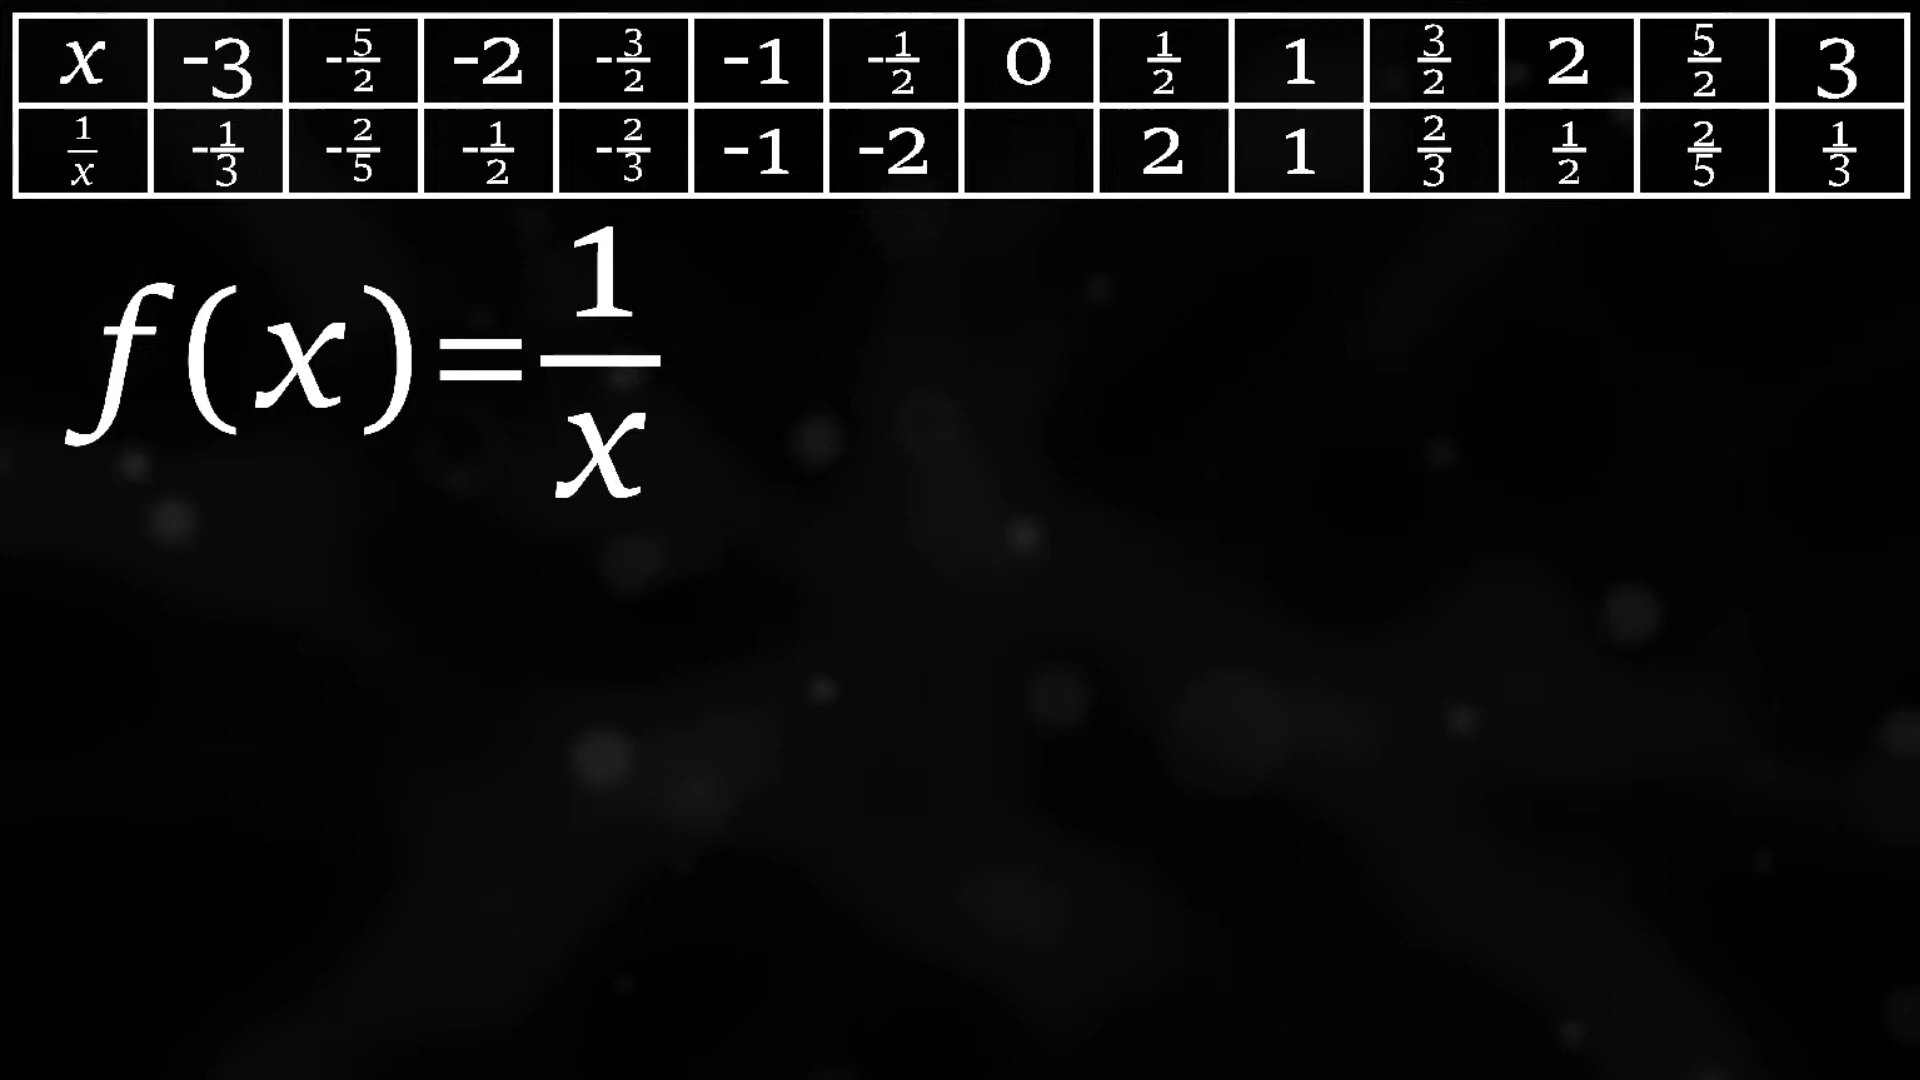 x -3 -5/2 -2 -3/2 -1 -1/2 0 1/2 1 3/2 2 5/2 3
1/x -1/3 -2/5 -1/2 -2/3 -1 -2 2 1 2/3 1/2 2/5 1/3
f(x)=1/x